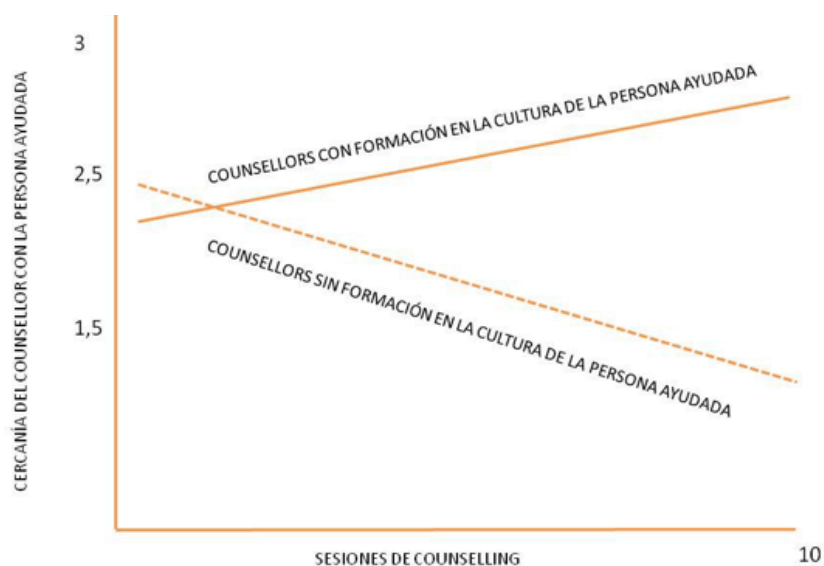 3
COUNSELLORS CON FORMACIÓN EN LA CULTURA DE LA PERSONA AYUDADA
2,5
COUNSELLORS SIN FORMACIÓN EN LA CULTURA DE LA PERSONA AYUDADA
1,5
CERCANÍA DEL COUNSELLOR CON LA PERSONA AYUDADA
SESIONES DE COUNSELLING
10